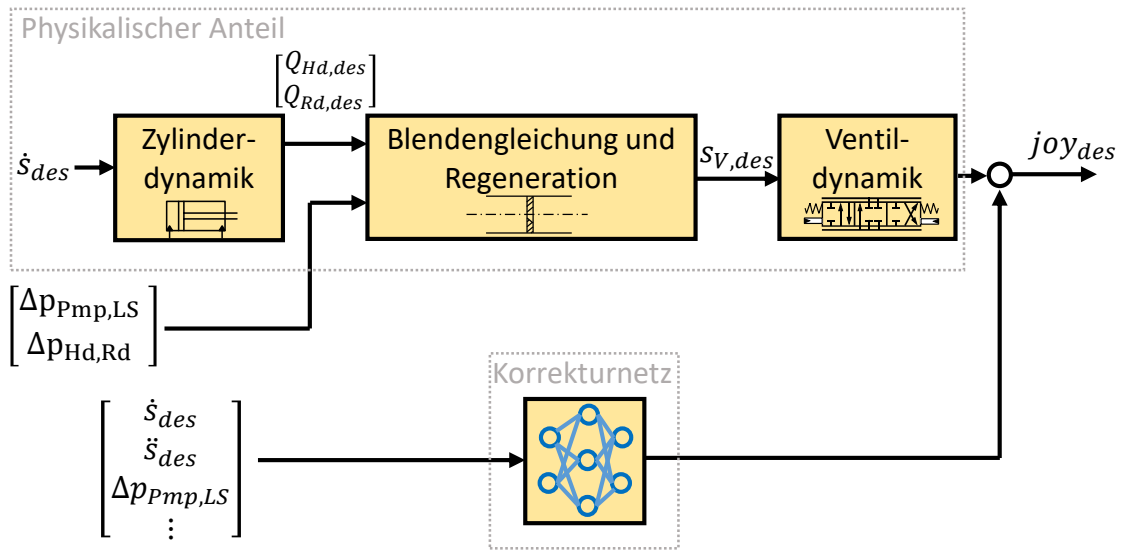 Physikalischer Anteil
[Q_{Hd,des}
Q_{Rd,des}]
Zylinder-
dynamik
Blendengleichung und
Regeneration
Ventil-
dynamik
ṡ_{des}
s_{V,des}
joy_{des}
[Δp_{Pmp,LS}
Δp_{Hd,Rd}]
Korrekturnetz
[ṡ_{des}
s̈_{des}
Δp_{Pmp,LS}
⋮]